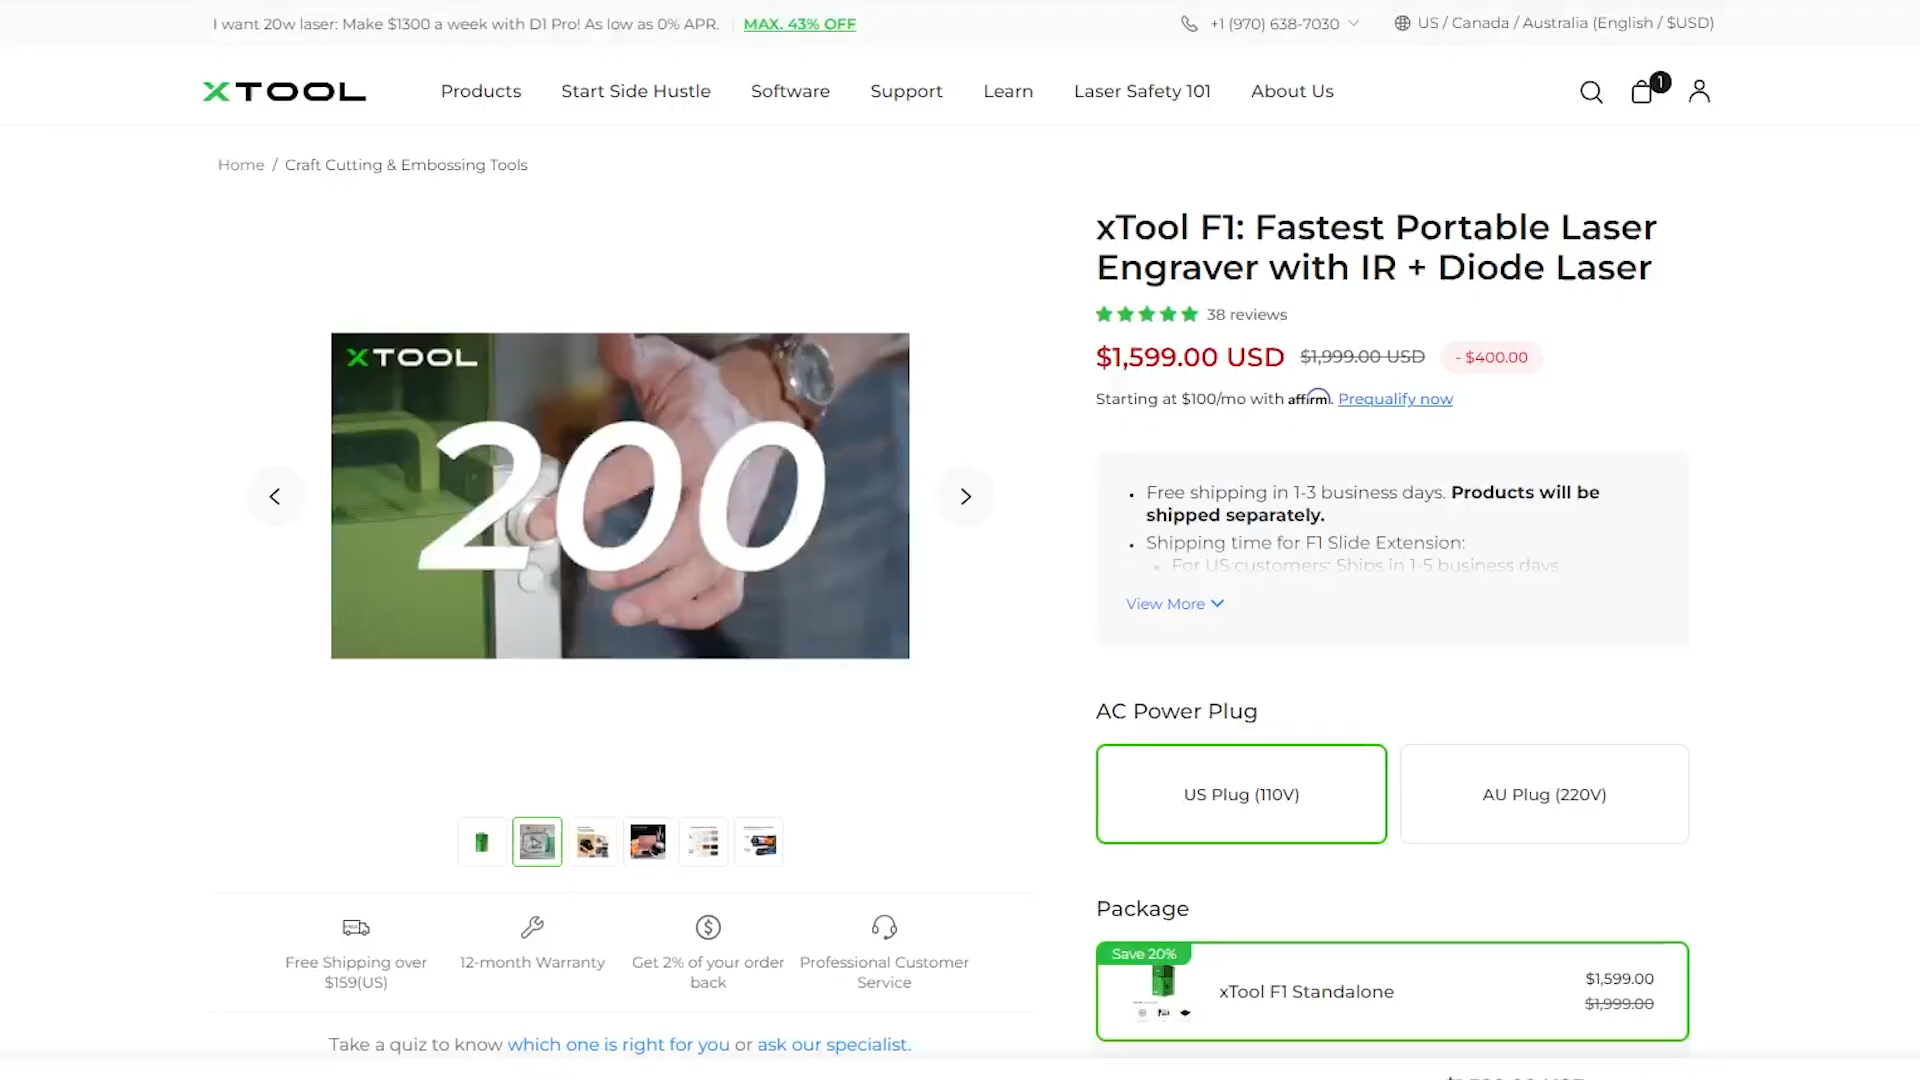 I want 20w laser: Make $1300 a week with D1 Pro! As low as 0% APR.
MAX. 43% OFF
+1 (970) 638-7030
US / Canada / Australia (English / $USD)
XTOOL
Products
Start Side Hustle
Software
Support
Learn
Laser Safety 101
About Us
1
Home / Craft Cutting & Embossing Tools
xTool F1: Fastest Portable Laser
Engraver with IR + Diode Laser
38 reviews
$1,599.00 USD
$1,999.00 USD
- $400.00
Starting at $100/mo with affirm. Prequalify now
XTOOL
200
• Free shipping in 1-3 business days. Products will be
shipped separately.
• Shipping time for F1 Slide Extension:
For US customers: Ships in 1-5 business days
View More
AC Power Plug
US Plug (110V)
AU Plug (220V)
Package
Save 20%
xTool F1 Standalone
$1,599.00
$1,999.00
Free Shipping over
$159(US)
12-month Warranty
Get 2% of your order
back
Professional Customer
Service
Take a quiz to know which one is right for you or ask our specialist.